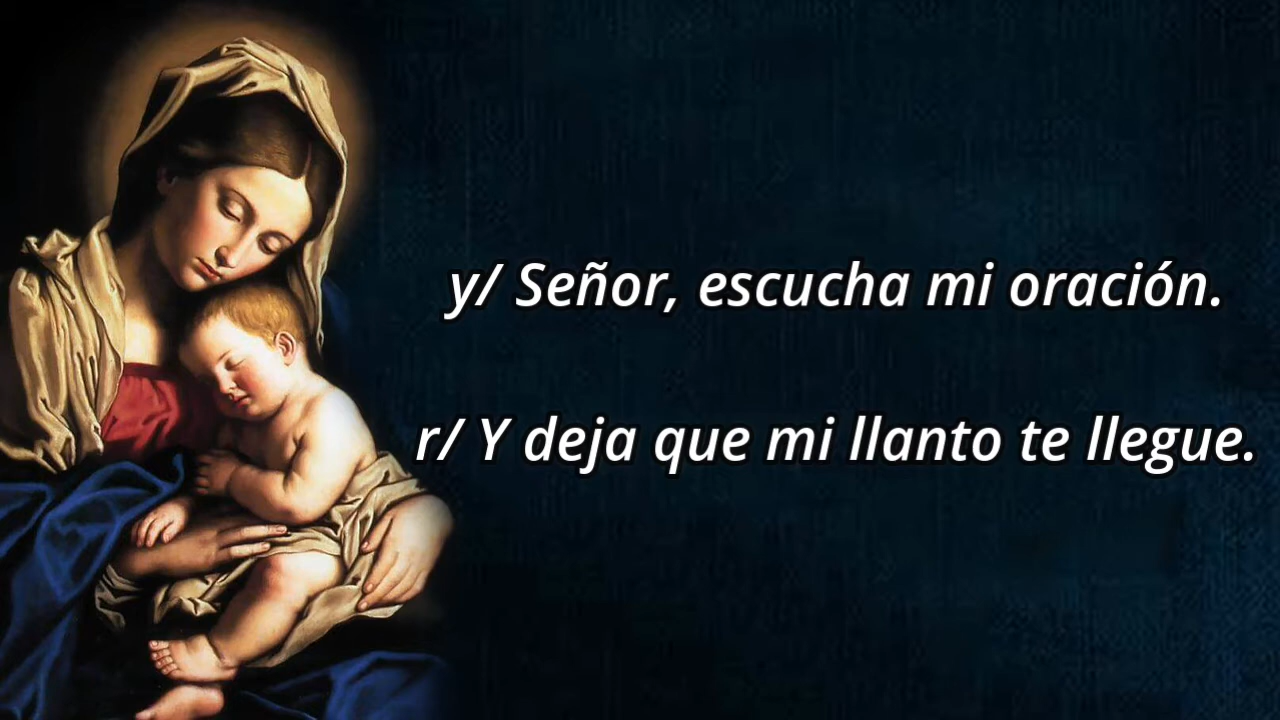 y/ Señor, escucha mi oración.
r/ Y deja que mi llanto te llegue.